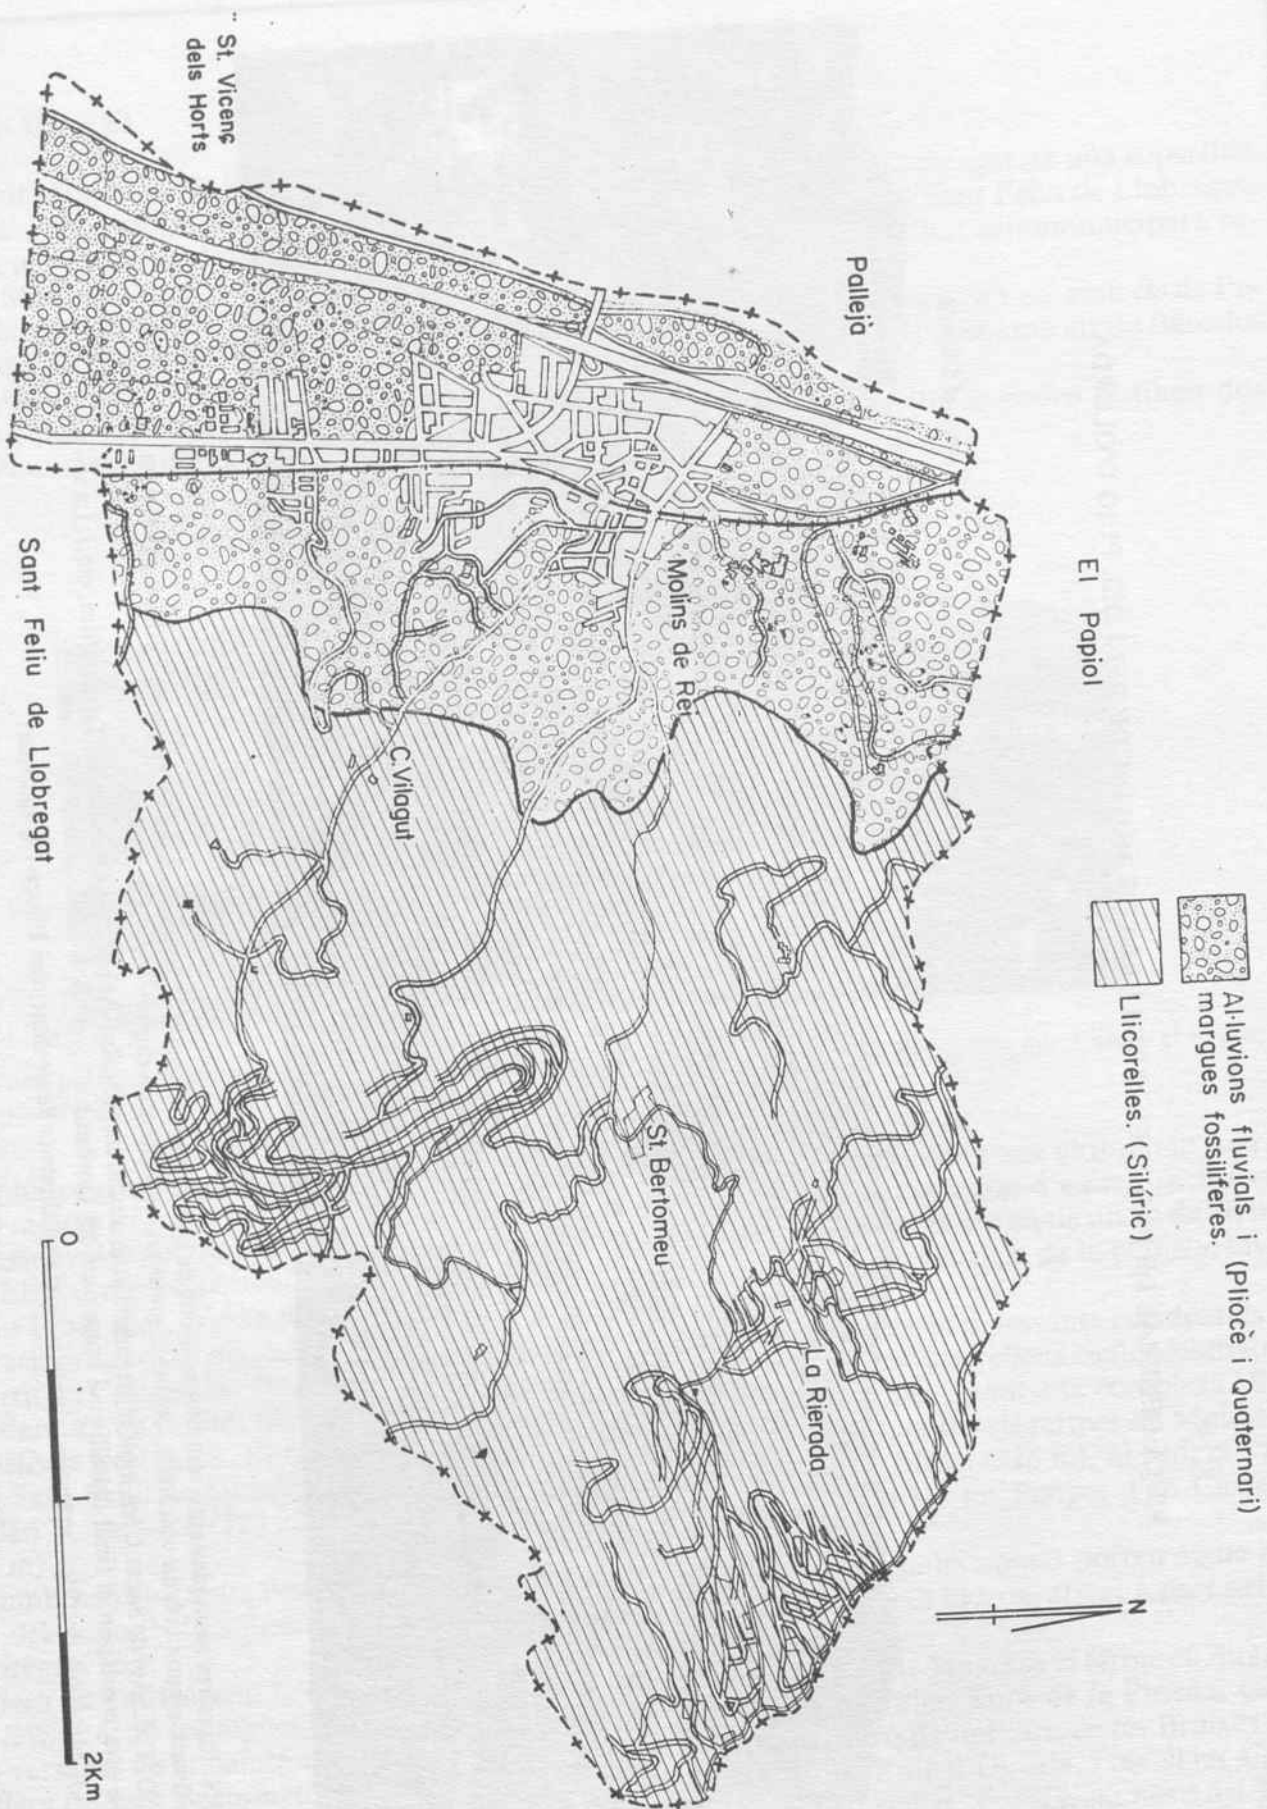 St. Vicenç
dels Horts
Pallejà
El Papiol
Al·luvions fluvials i (Pliocè i Quaternari)
margues fossilíferes.
Llicorelles. (Silúric)
Molins de Rei
C. Vilagut
Sant Feliu de Llobregat
St. Bertomeu
La Rierada
N
0
1
2Km